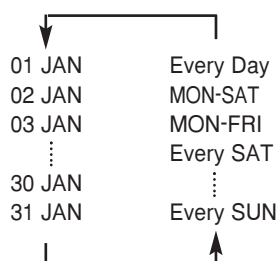 01 JAN Every Day
02 JAN MON-SAT
03 JAN MON-FRI
Every SAT
30 JAN
31 JAN Every SUN